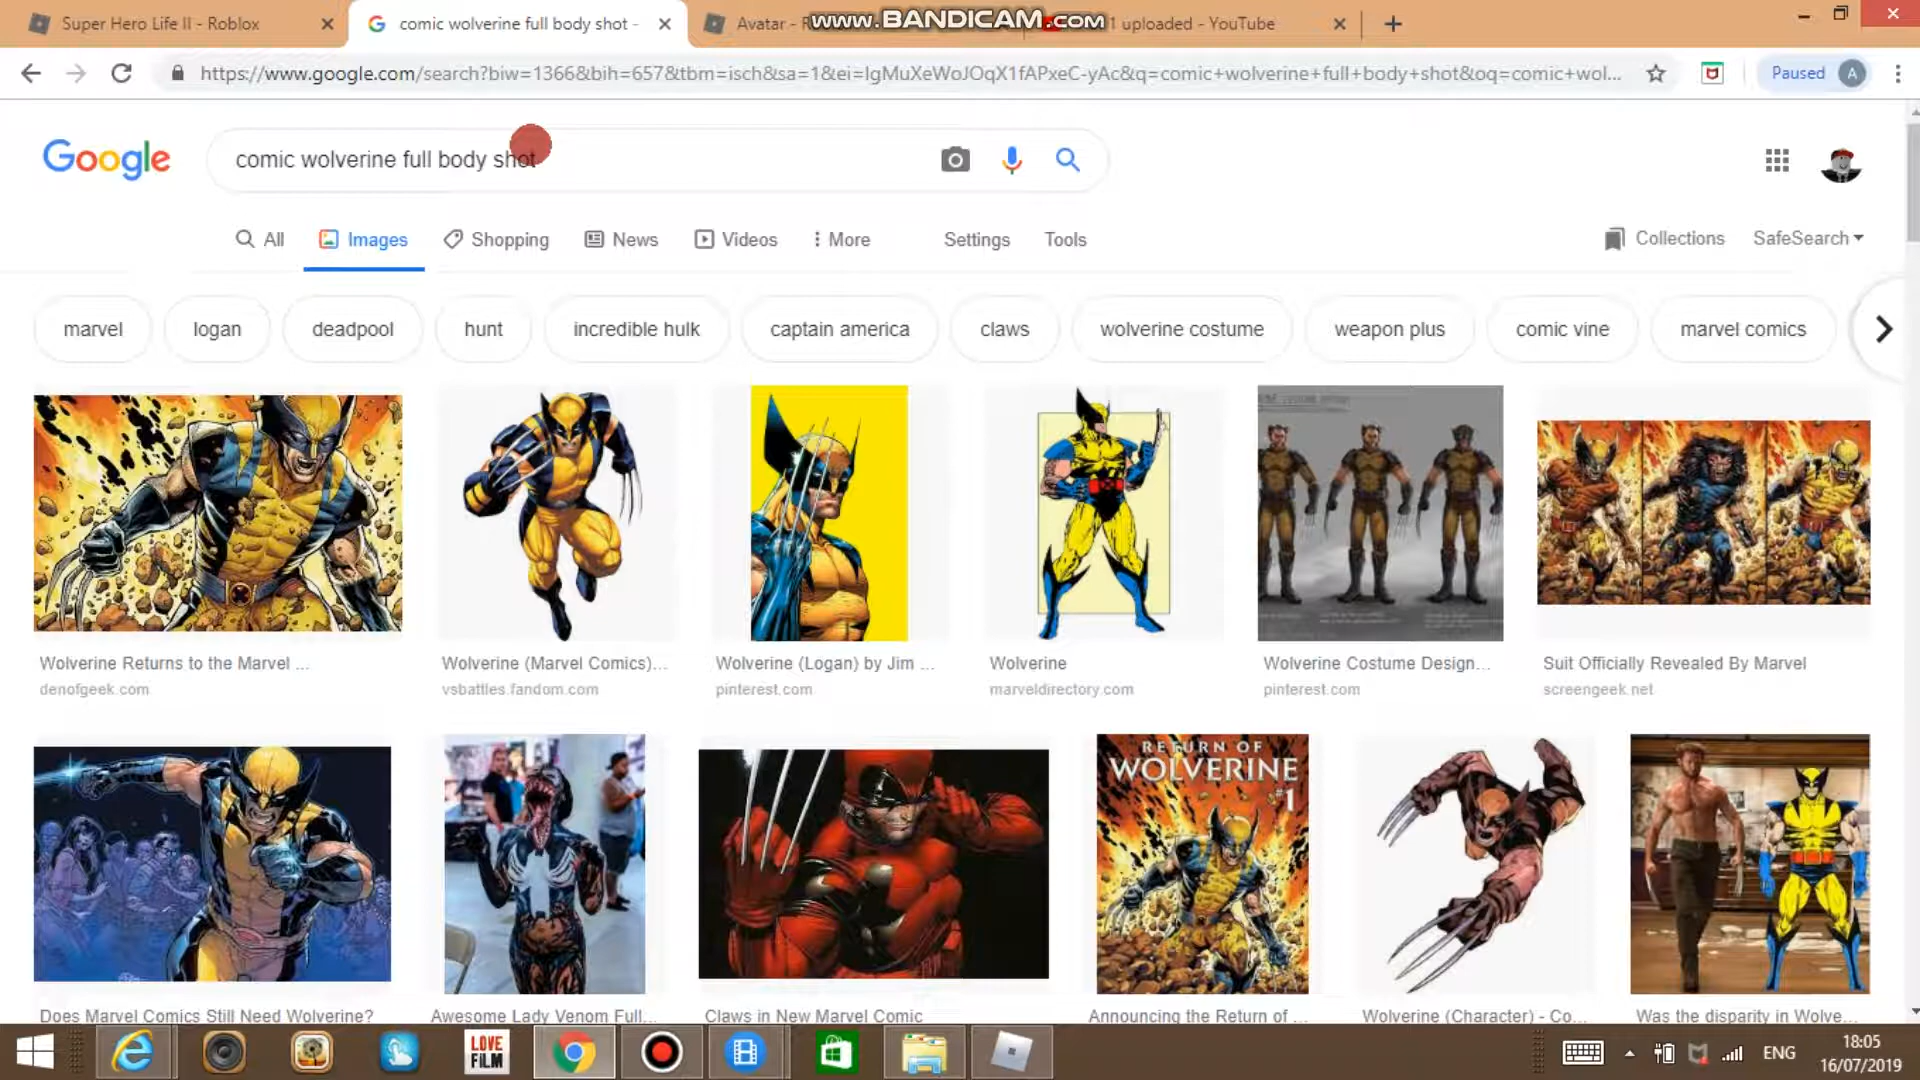 Super Hero Life II - Roblox
comic wolverine full body shot -
Avatar - R
www.BANDICAM.com
1 uploaded - YouTube
https://www.google.com/search?biw=1366&bih=657&tbm=isch&sa=1&ei=IgMuXeWoJOqX1fAPxeC-yAc&q=comic+wolverine+full+body+shot&oq=comic+wol...
Paused
A
Google
comic wolverine full body shot
All
Images
Shopping
News
Videos
More
Settings
Tools
Collections
SafeSearch
marvel
logan
deadpool
hunt
incredible hulk
captain america
claws
wolverine costume
weapon plus
comic vine
marvel comics
Wolverine Returns to the Marvel ...
denofgeek.com
Wolverine (Marvel Comics)...
vsbattles.fandom.com
Wolverine (Logan) by Jim ...
pinterest.com
Wolverine
marveldirectory.com
Wolverine Costume Design...
pinterest.com
Suit Officially Revealed By Marvel
screengeek.net
RETURN OF
WOLVERINE
#1
Does Marvel Comics Still Need Wolverine?
Awesome Lady Venom Full...
Claws in New Marvel Comic
Announcing the Return of ...
Wolverine (Character) - Co...
Was the disparity in Wolve...
LOVE
FiLM
ENG
18:05
16/07/2019